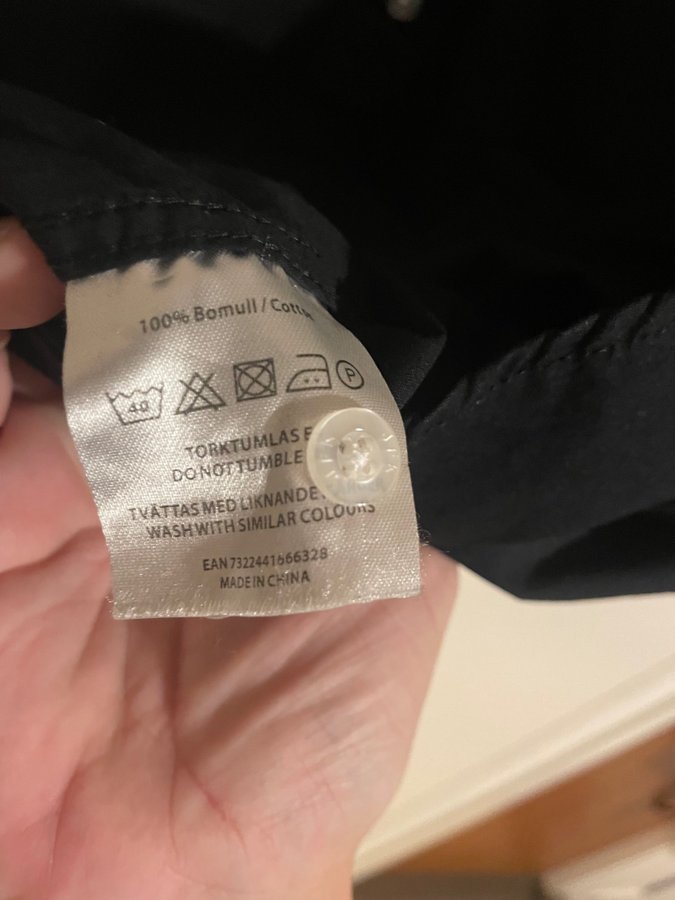 100% Bomull / Cotto
40 P
TORKTUMLAS E
DO NOT TUMBLE
TVÄTTAS MED LIKNANDE
WASH WITH SIMILAR COLOURS
EAN 7322441666328
MADE IN CHINA